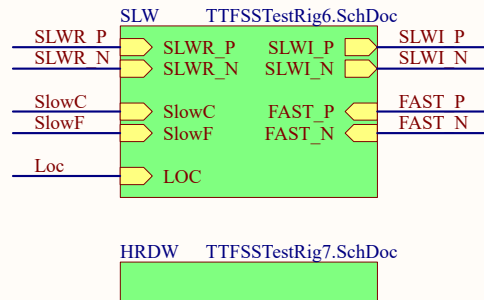 SLW TTFSSTestRig6.SchDoc
SLWR_P SLWR_P SLWI_P SLWI_P
SLWR_N SLWR_N SLWI_N SLWI_N
SlowC SlowC FAST_P FAST_P
SlowF SlowF FAST_N FAST_N
Loc LOC
HRDW TTFSSTestRig7.SchDoc